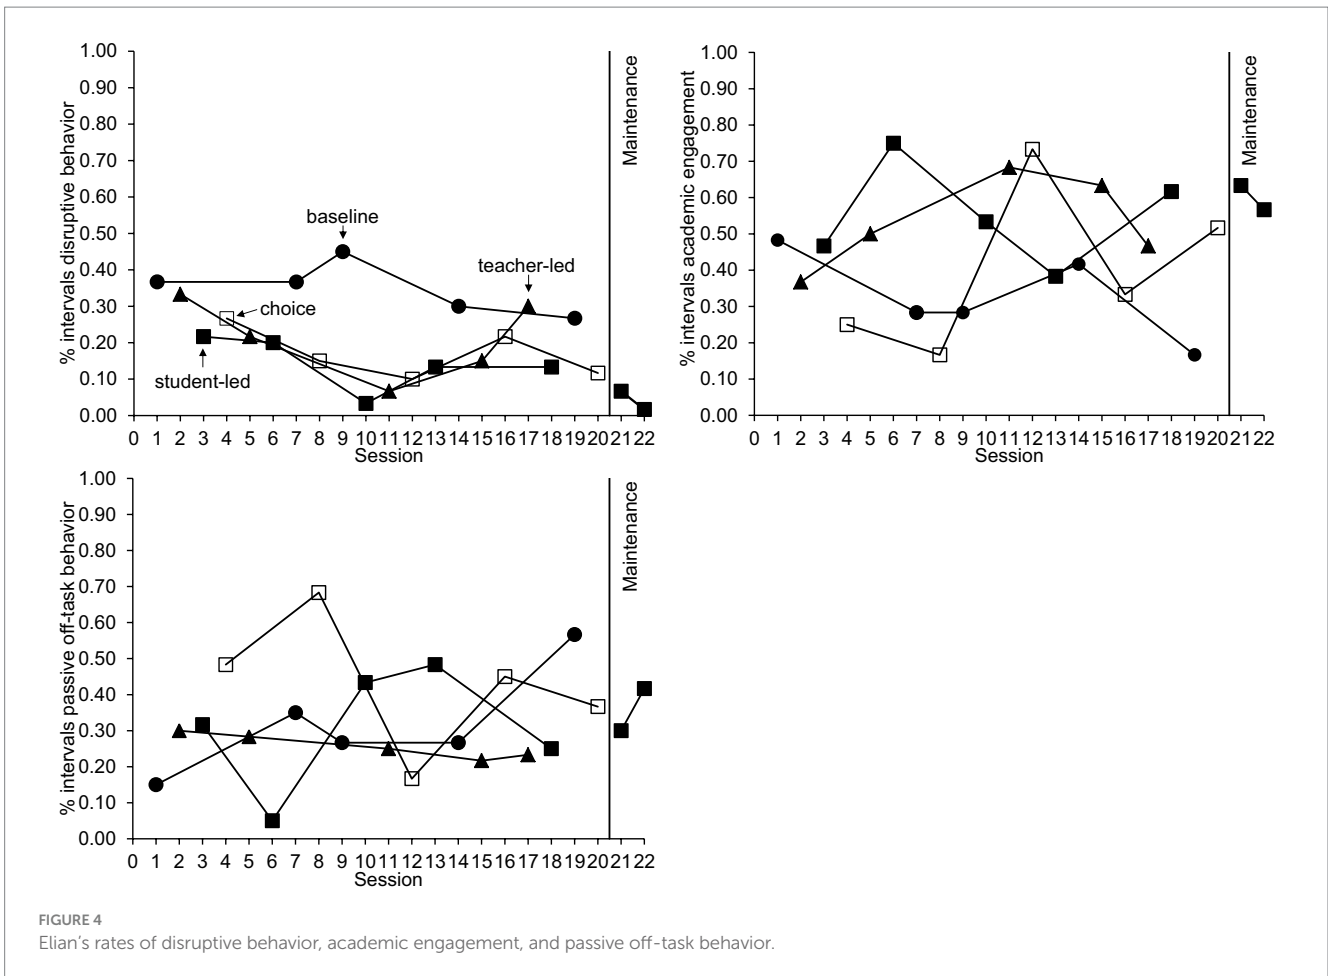 % intervals disruptive behavior
1.00
0.90
0.80
0.70
0.60
0.50
0.40
0.30
0.20
0.10
0.00
baseline
teacher-led
choice
student-led
Maintenance
0 1 2 3 4 5 6 7 8 9 10 11 12 13 14 15 16 17 18 19 20 21 22
Session
% intervals academic engagement
1.00
0.90
0.80
0.70
0.60
0.50
0.40
0.30
0.20
0.10
0.00
Maintenance
0 1 2 3 4 5 6 7 8 9 10 11 12 13 14 15 16 17 18 19 20 21 22
Session
% intervals passive off-task behavior
1.00
0.90
0.80
0.70
0.60
0.50
0.40
0.30
0.20
0.10
0.00
Maintenance
0 1 2 3 4 5 6 7 8 9 10 11 12 13 14 15 16 17 18 19 20 21 22
Session
FIGURE 4
Elian’s rates of disruptive behavior, academic engagement, and passive off-task behavior.